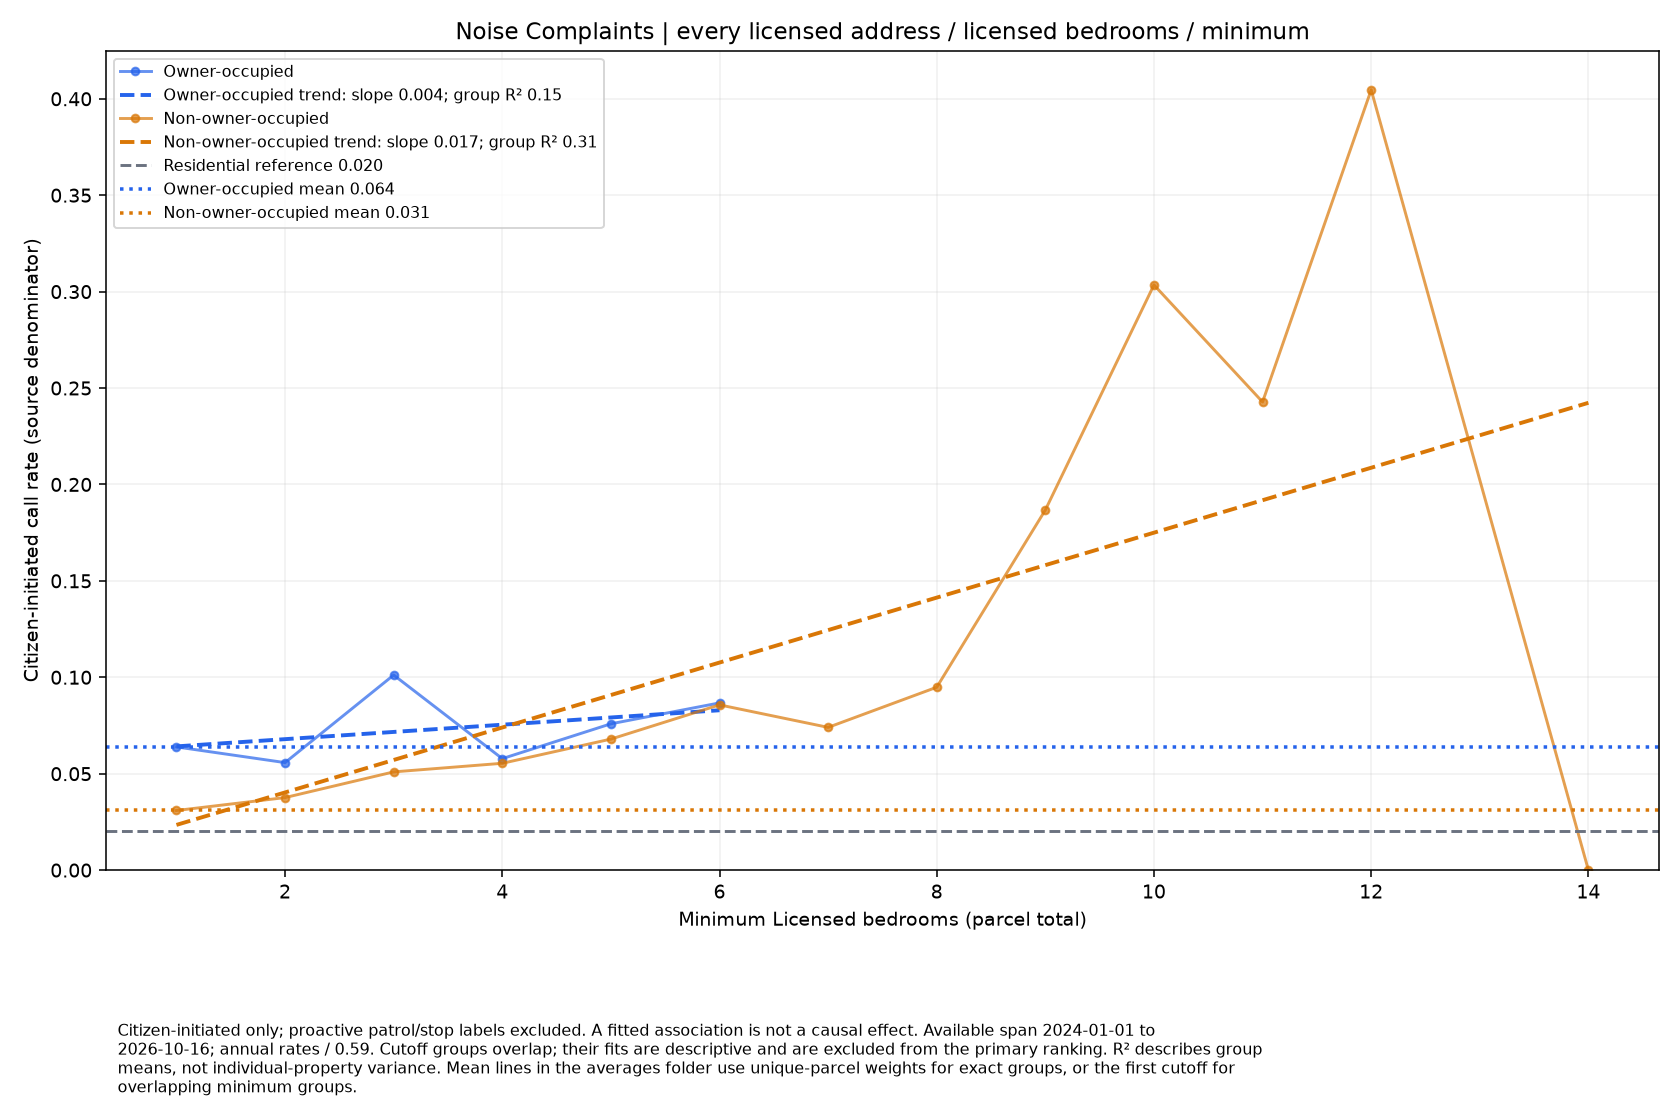 Noise Complaints | every licensed address / licensed bedrooms / minimum
Owner-occupied
Owner-occupied trend: slope 0.004; group R² 0.15
Non-owner-occupied
Non-owner-occupied trend: slope 0.017; group R² 0.31
Residential reference 0.020
Owner-occupied mean 0.064
Non-owner-occupied mean 0.031
Citizen-initiated call rate (source denominator)
0.40
0.35
0.30
0.25
0.20
0.15
0.10
0.05
0.00
2 4 6 8 10 12 14
Minimum Licensed bedrooms (parcel total)
Citizen-initiated only; proactive patrol/stop labels excluded. A fitted association is not a causal effect. Available span 2024-01-01 to
2026-10-16; annual rates / 0.59. Cutoff groups overlap; their fits are descriptive and are excluded from the primary ranking. R² describes group
means, not individual-property variance. Mean lines in the averages folder use unique-parcel weights for exact groups, or the first cutoff for
overlapping minimum groups.